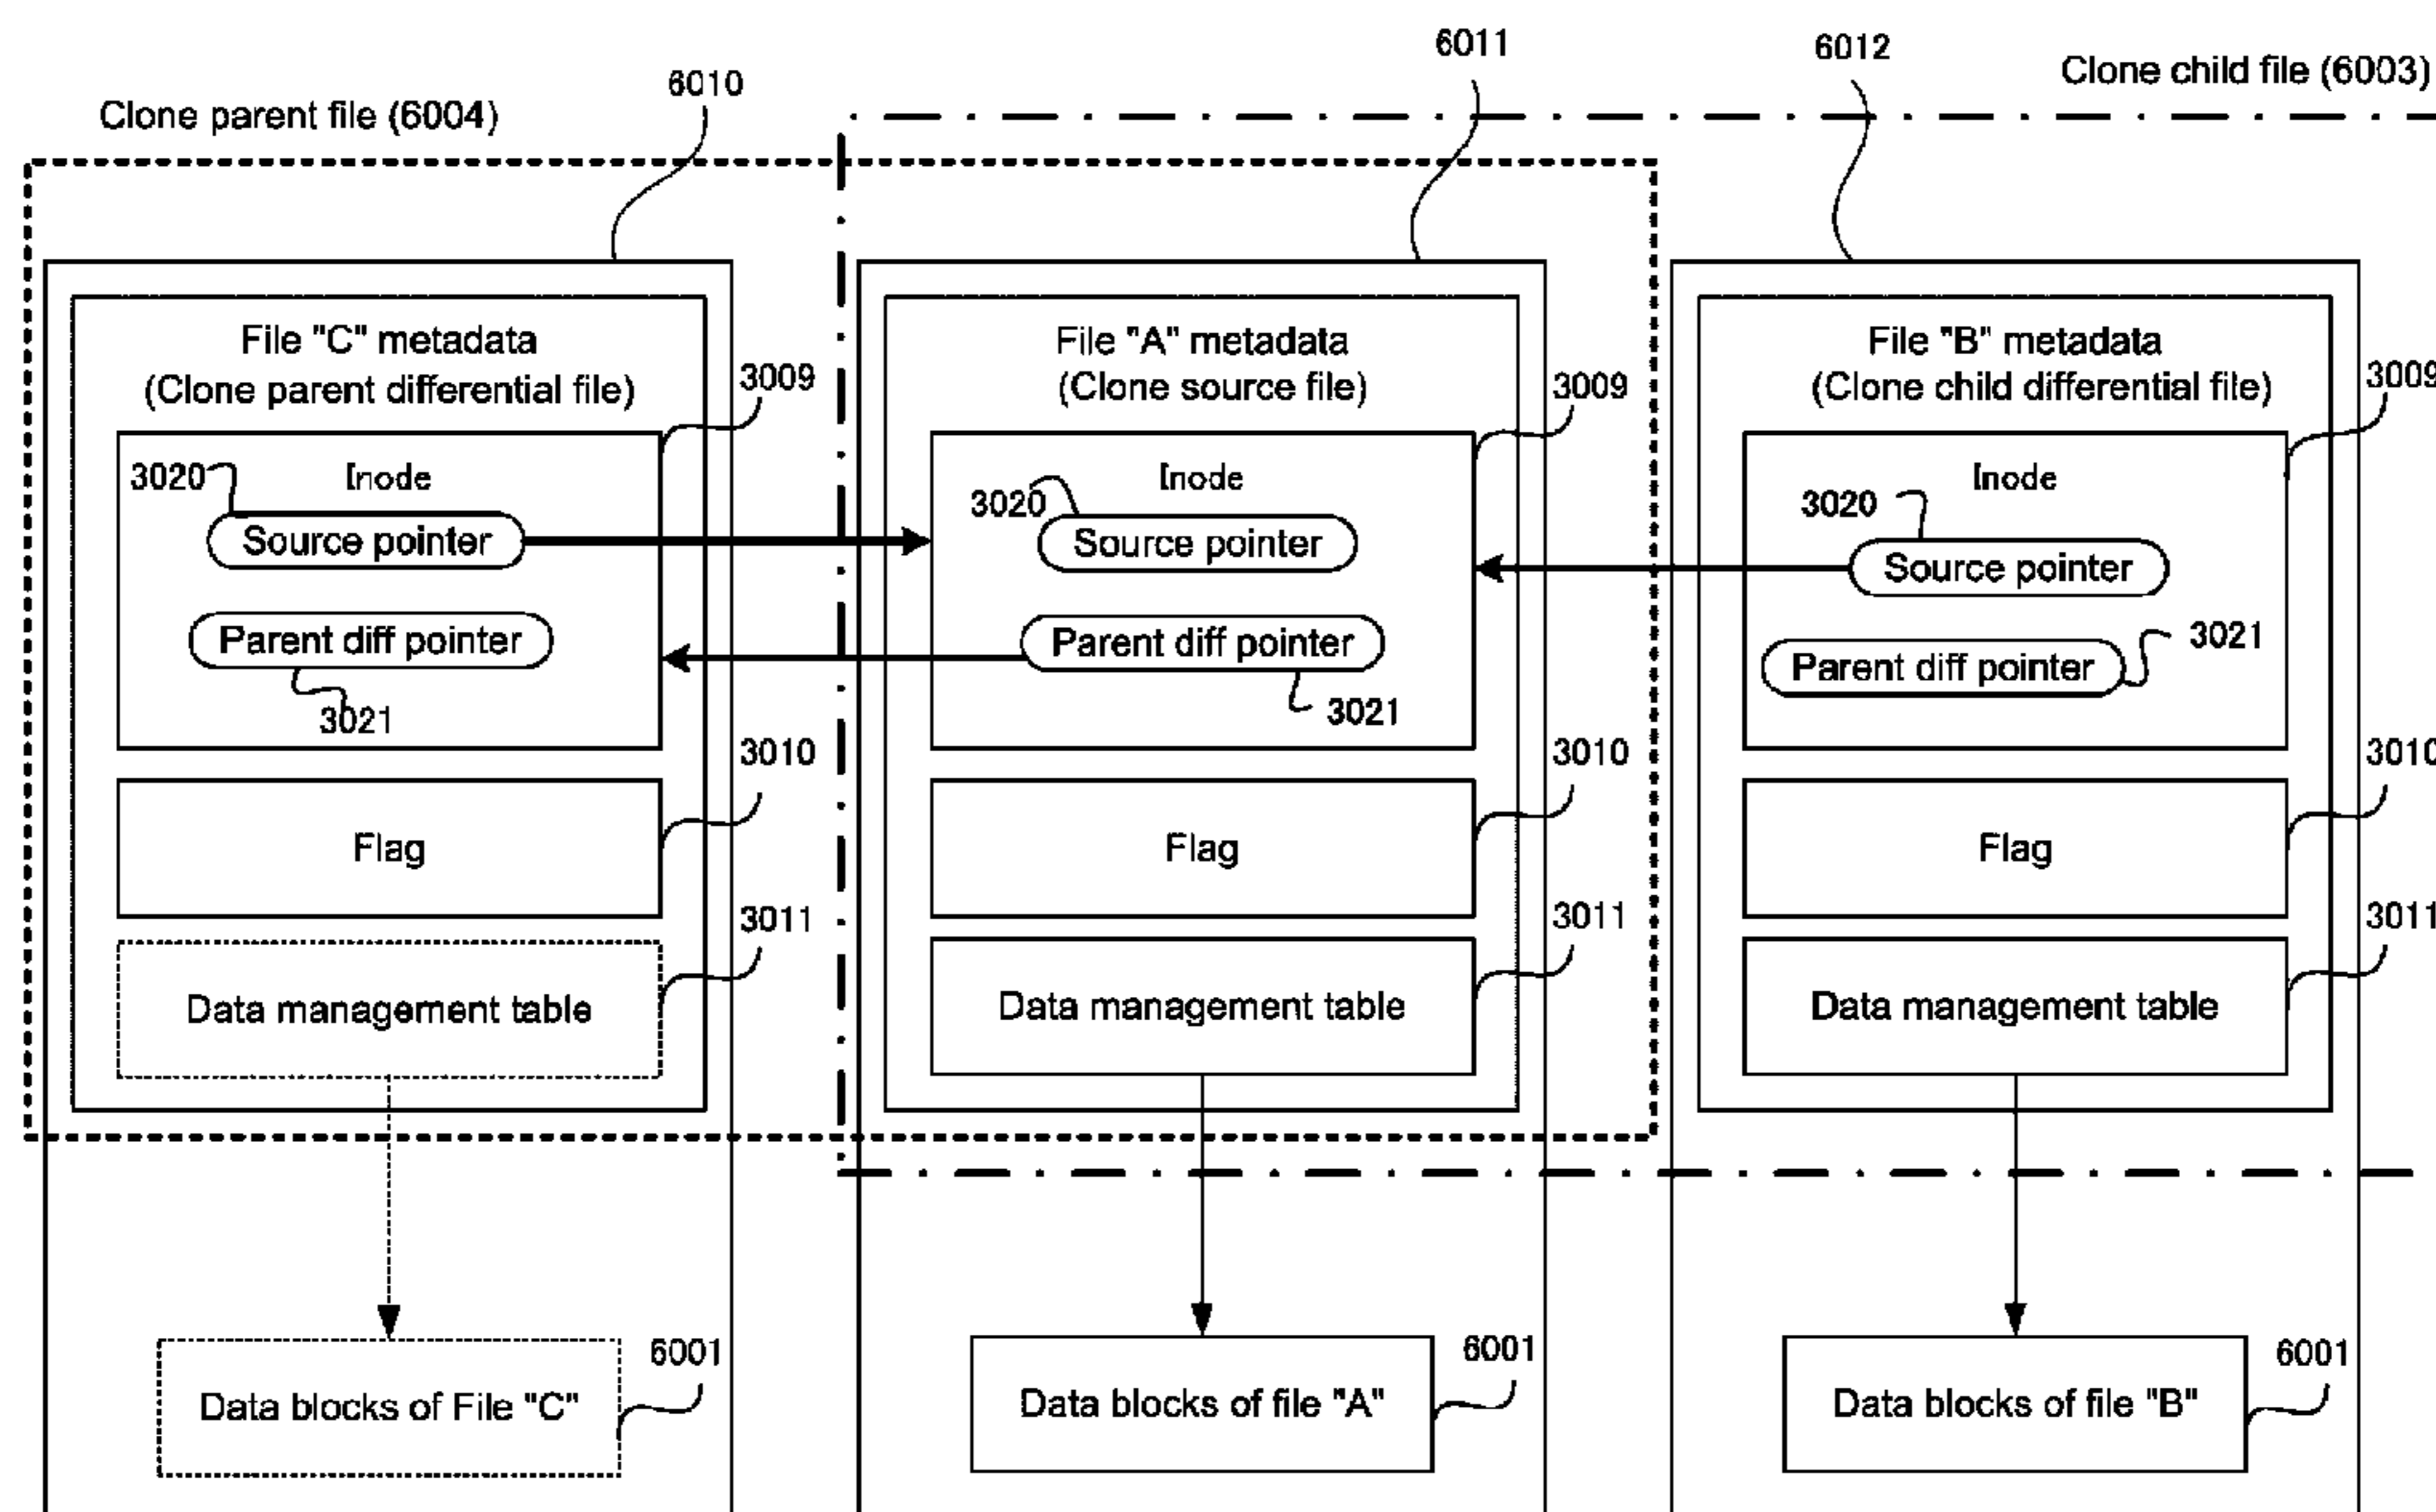 6011
6012
Clone child file (6003)
6010
Clone parent file (6004)
File "C" metadata
(Clone parent differential file)
3009
3020
Inode
Source pointer
Parent diff pointer
3021
3010
Flag
3011
Data management table
6001
Data blocks of File "C"
File "A" metadata
(Clone source file)
3009
Inode
3020
Source pointer
Parent diff pointer
3021
3010
Flag
3011
Data management table
6001
Data blocks of file "A"
File "B" metadata
(Clone child differential file)
3009
Inode
3020
Source pointer
3021
Parent diff pointer
3010
Flag
3011
Data management table
6001
Data blocks of file "B"